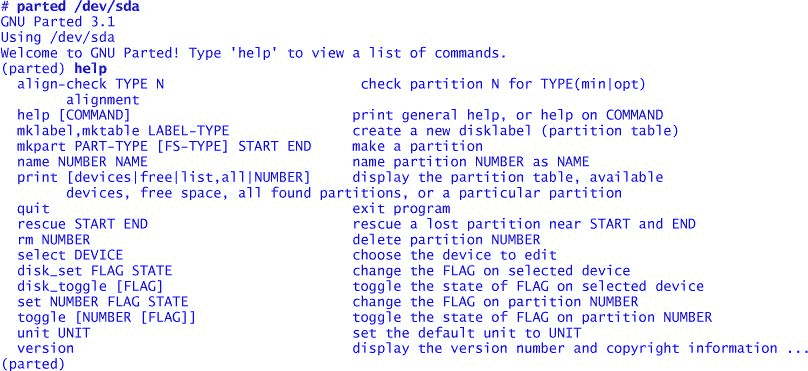 # parted /dev/sda
GNU Parted 3.1
Using /dev/sda
Welcome to GNU Parted! Type 'help' to view a list of commands.
(parted) help
  align-check TYPE N                        check partition N for TYPE(min|opt)
        alignment
  help [COMMAND]                           print general help, or help on COMMAND
  mklabel,mktable LABEL-TYPE               create a new disklabel (partition table)
  mkpart PART-TYPE [FS-TYPE] START END     make a partition
  name NUMBER NAME                         name partition NUMBER as NAME
  print [devices|free|list,all|NUMBER]     display the partition table, available
        devices, free space, all found partitions, or a particular partition
  quit                                     exit program
  rescue START END                         rescue a lost partition near START and END
  rm NUMBER                                delete partition NUMBER
  select DEVICE                            choose the device to edit
  disk_set FLAG STATE                      change the FLAG on selected device
  disk_toggle [FLAG]                       toggle the state of FLAG on selected device
  set NUMBER FLAG STATE                    change the FLAG on partition NUMBER
  toggle [NUMBER [FLAG]]                   toggle the state of FLAG on partition NUMBER
  unit UNIT                                set the default unit to UNIT
  version                                  display the version number and copyright information ...
(parted)